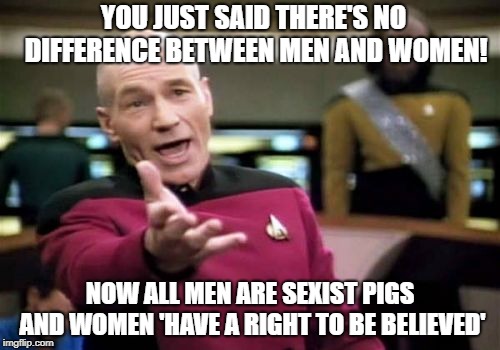 YOU JUST SAID THERE'S NO
DIFFERENCE BETWEEN MEN AND WOMEN!
NOW ALL MEN ARE SEXIST PIGS
AND WOMEN 'HAVE A RIGHT TO BE BELIEVED'
imgflip.com